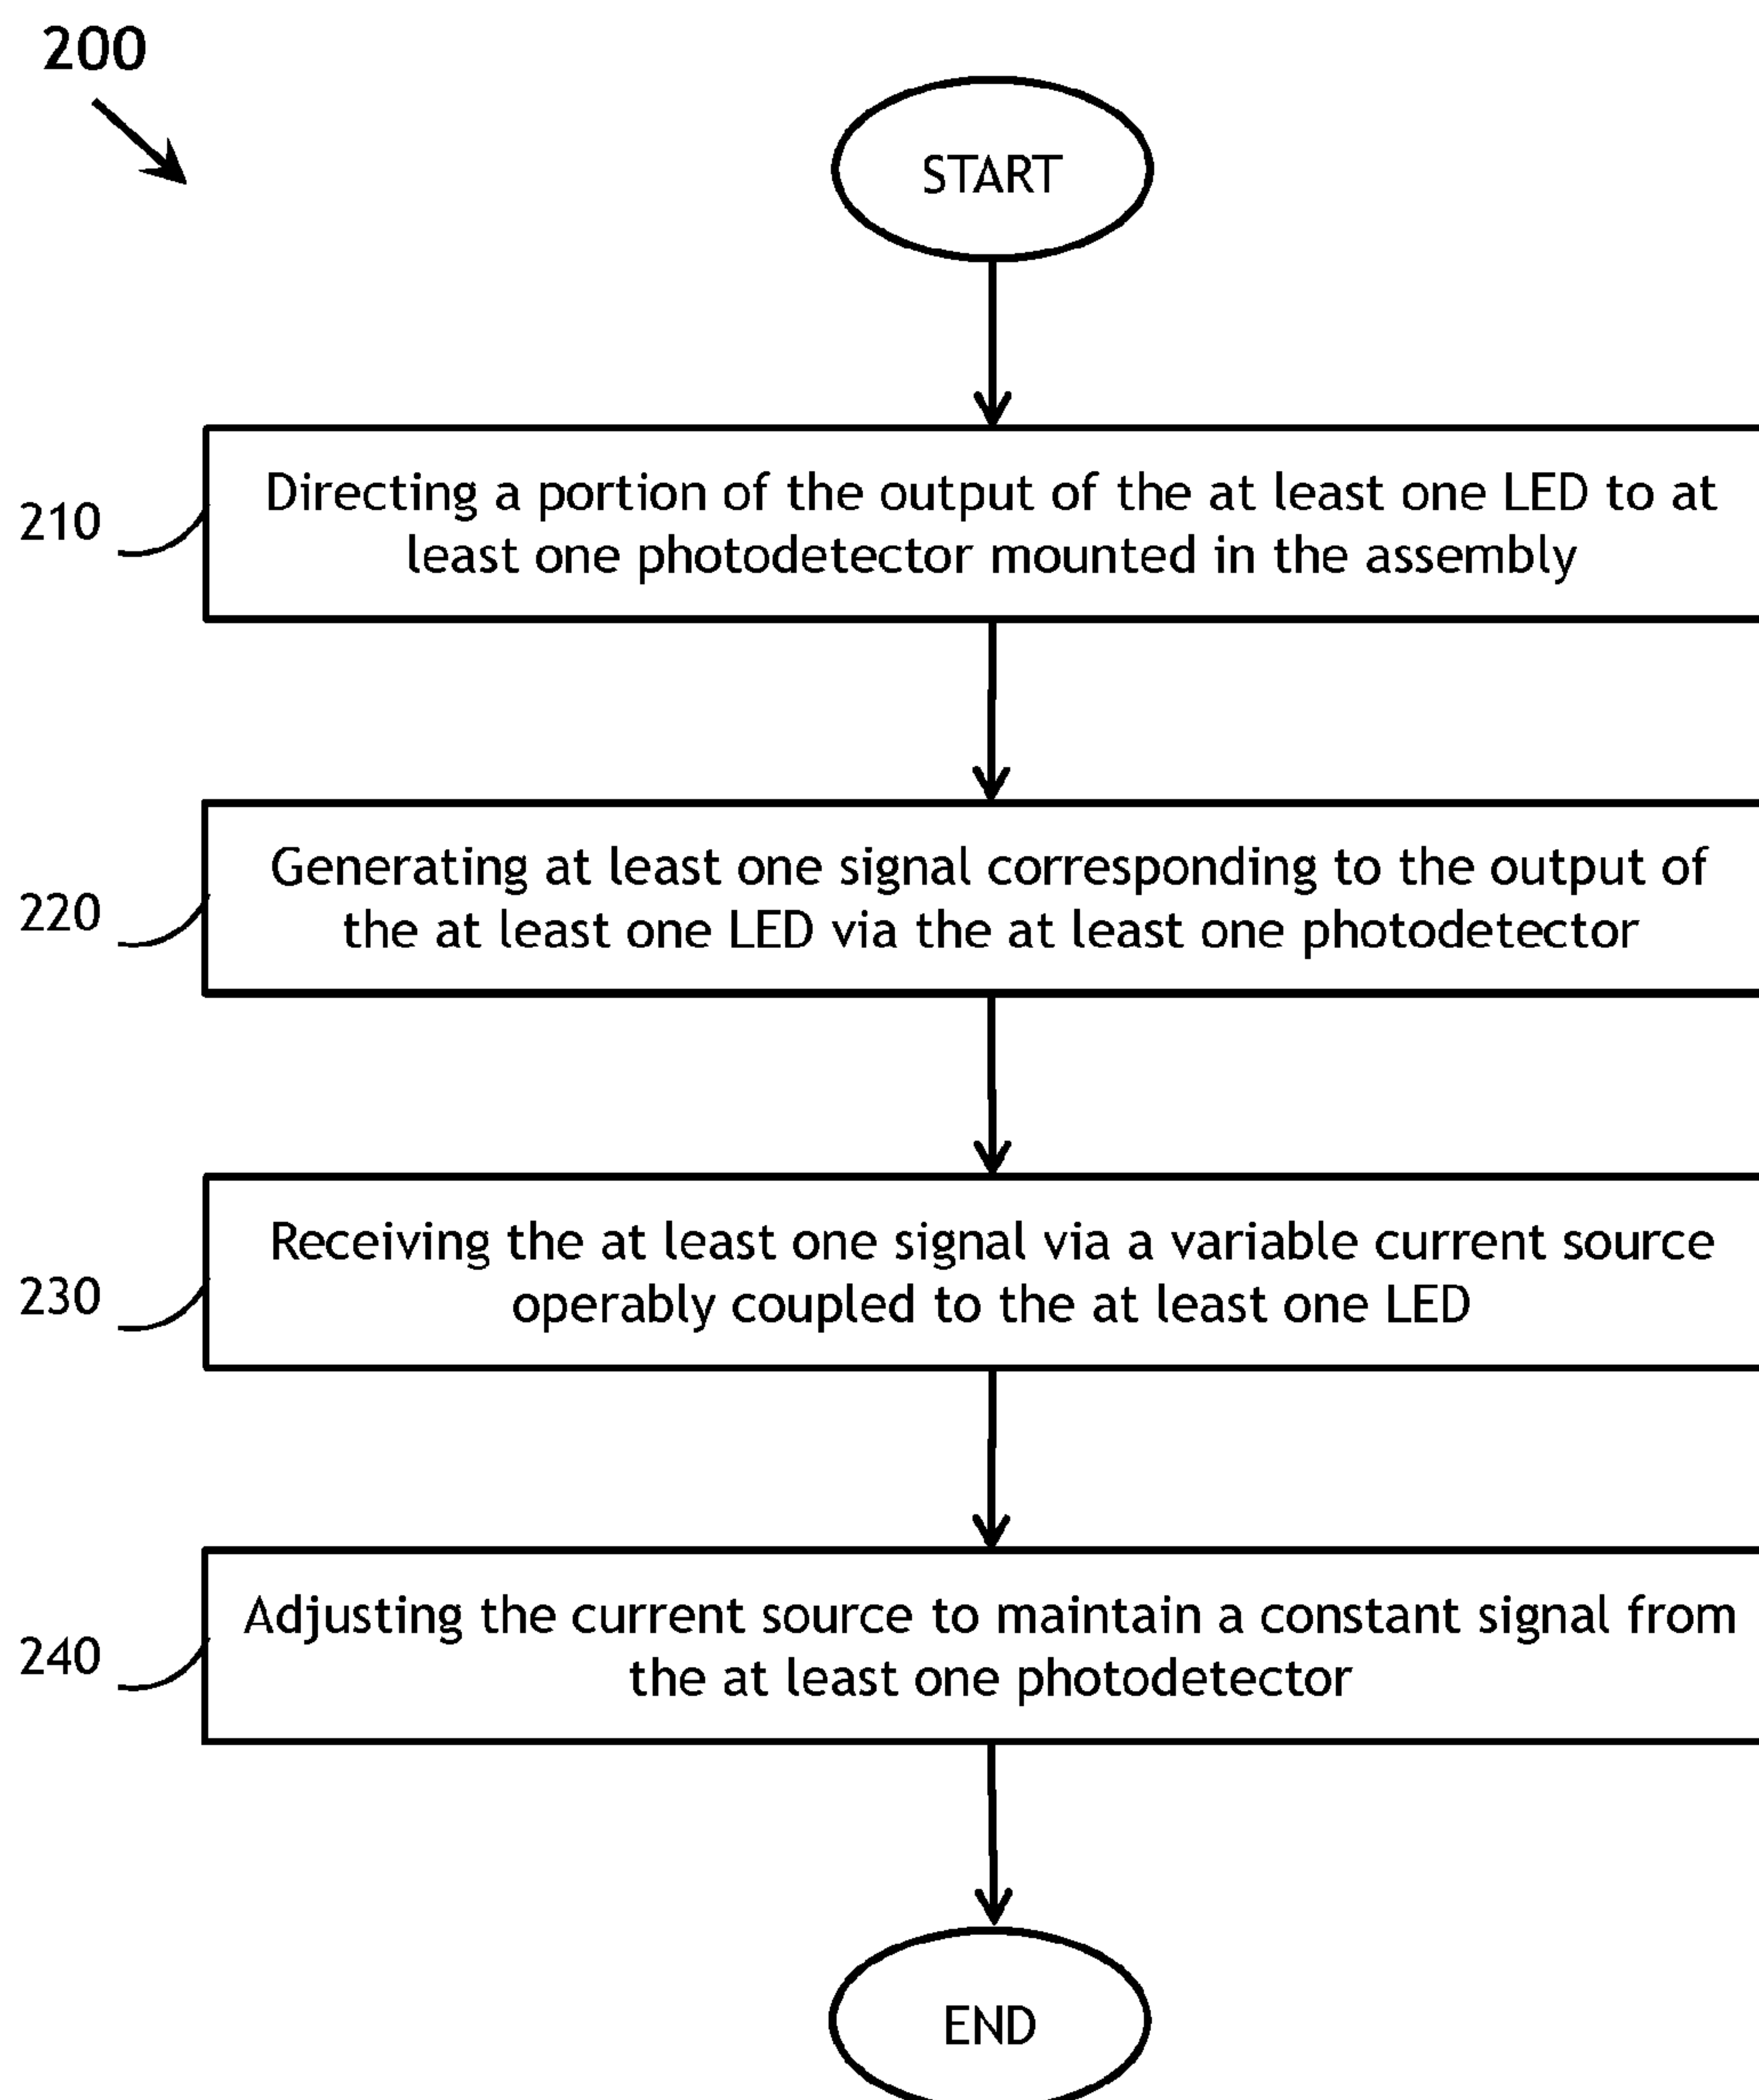 200
START
210
Directing a portion of the output of the at least one LED to at
least one photodetector mounted in the assembly
220
Generating at least one signal corresponding to the output of
the at least one LED via the at least one photodetector
230
Receiving the at least one signal via a variable current source
operably coupled to the at least one LED
240
Adjusting the current source to maintain a constant signal from
the at least one photodetector
END